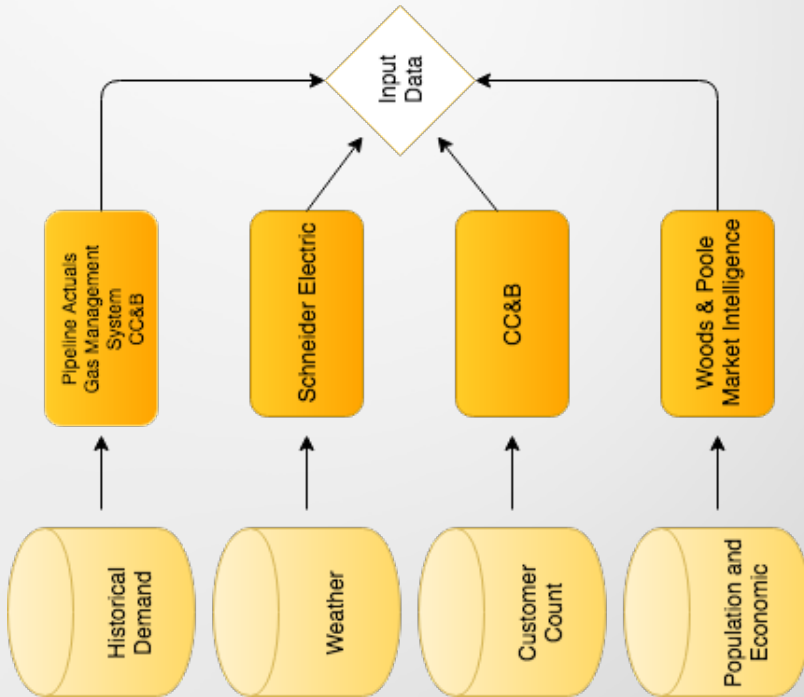 Historical
Demand
Pipeline Actuals
Gas Management
System
CC&B
Weather
Schneider Electric
Customer
Count
CC&B
Population and
Economic
Woods & Poole
Market Intelligence
Input
Data